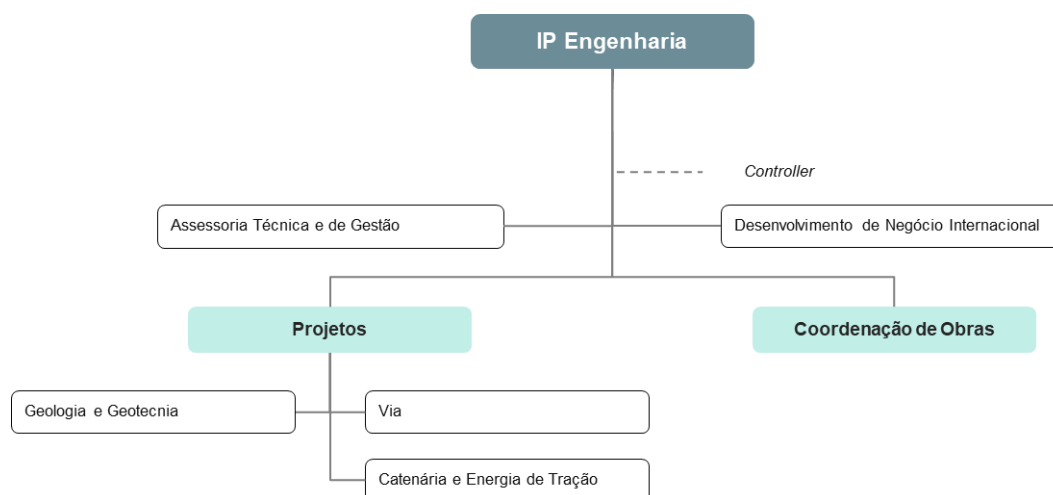 IP Engenharia
Controller
Assessoria Técnica e de Gestão
Desenvolvimento de Negócio Internacional
Projetos
Coordenação de Obras
Geologia e Geotecnia
Via
Catenária e Energia de Tração